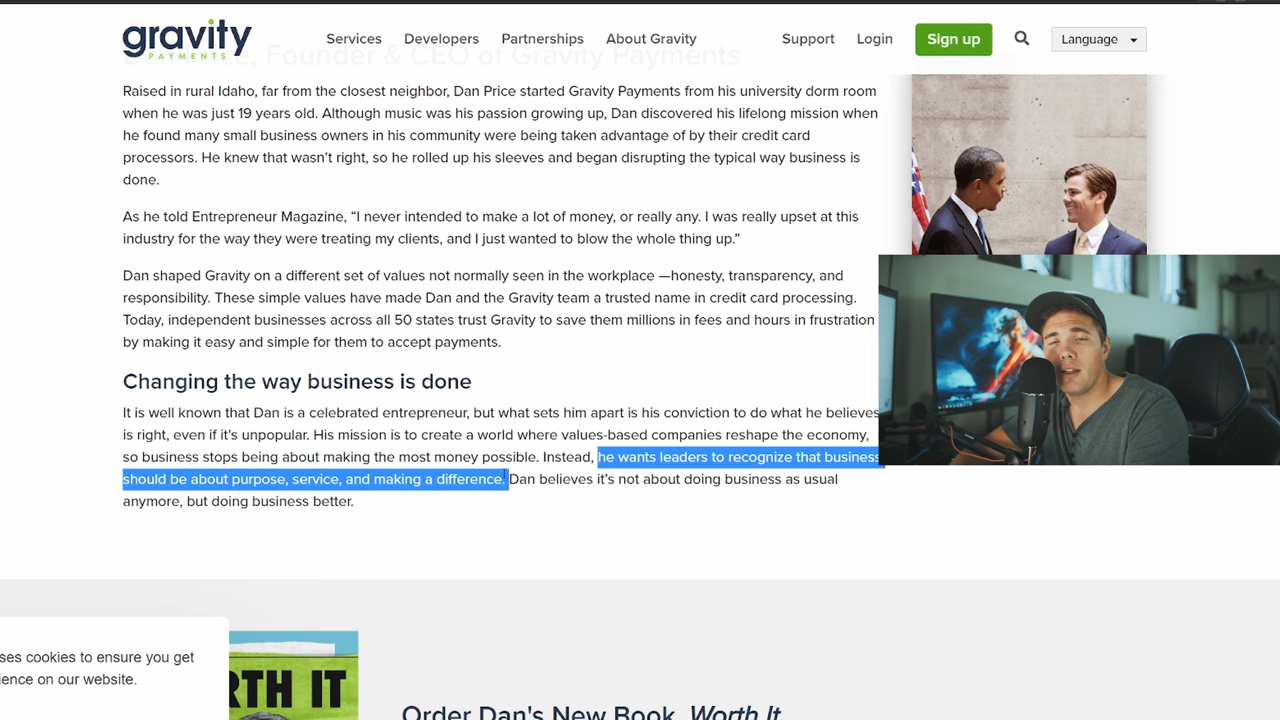 gravity
PAYMENTS
Services
Developers
Partnerships
About Gravity
Support
Login
Sign up
Language
, Founder & CEO of Gravity Payments
Raised in rural Idaho, far from the closest neighbor, Dan Price started Gravity Payments from his university dorm room
when he was just 19 years old. Although music was his passion growing up, Dan discovered his lifelong mission when
he found many small business owners in his community were being taken advantage of by their credit card
processors. He knew that wasn’t right, so he rolled up his sleeves and began disrupting the typical way business is
done.
As he told Entrepreneur Magazine, “I never intended to make a lot of money, or really any. I was really upset at this
industry for the way they were treating my clients, and I just wanted to blow the whole thing up.”
Dan shaped Gravity on a different set of values not normally seen in the workplace —honesty, transparency, and
responsibility. These simple values have made Dan and the Gravity team a trusted name in credit card processing.
Today, independent businesses across all 50 states trust Gravity to save them millions in fees and hours in frustration
by making it easy and simple for them to accept payments.
Changing the way business is done
It is well known that Dan is a celebrated entrepreneur, but what sets him apart is his conviction to do what he believes
is right, even if it’s unpopular. His mission is to create a world where values-based companies reshape the economy,
so business stops being about making the most money possible. Instead, he wants leaders to recognize that business
should be about purpose, service, and making a difference. Dan believes it’s not about doing business as usual
anymore, but doing business better.
ses cookies to ensure you get
ience on our website.
RTH IT
Order Dan's New Book, Worth It